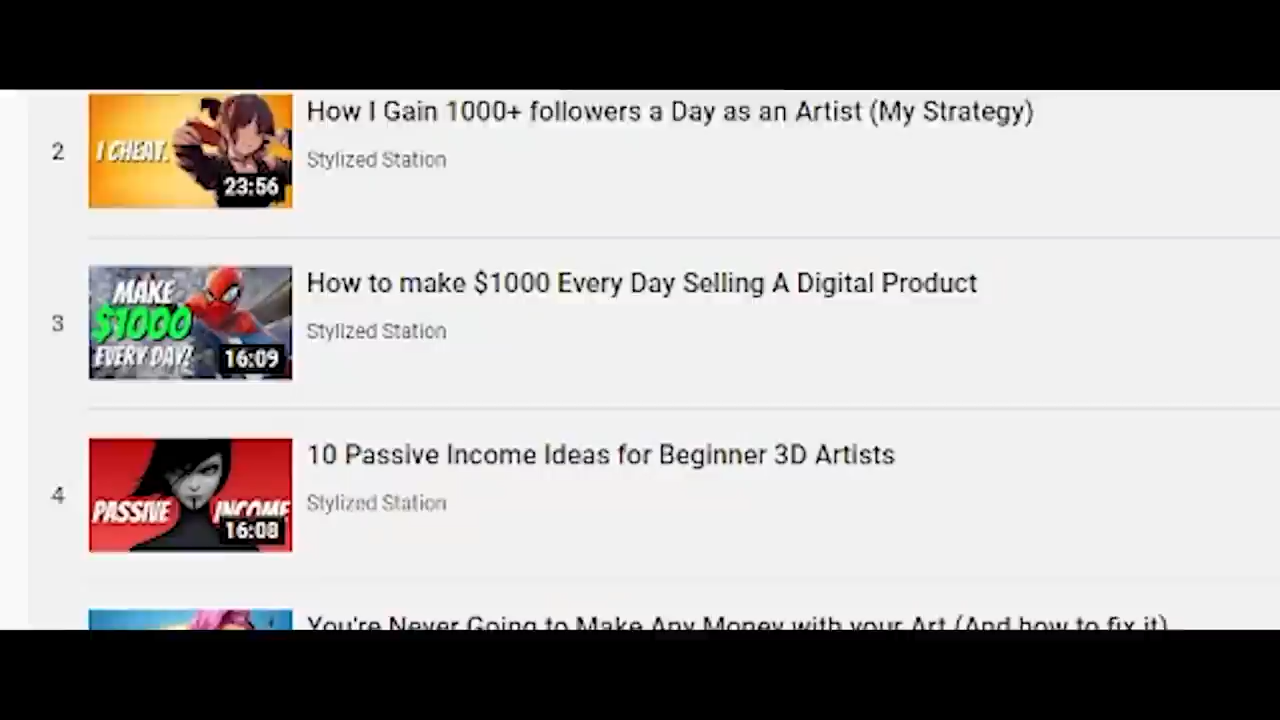 2
I CHEAT.
23:56
How I Gain 1000+ followers a Day as an Artist (My Strategy)
Stylized Station
3
MAKE
$1000
EVERY DAY?
16:09
How to make $1000 Every Day Selling A Digital Product
Stylized Station
4
PASSIVE INCOME
16:08
10 Passive Income Ideas for Beginner 3D Artists
Stylized Station
You're Never Going to Make Any Money with your Art (And how to fix it)